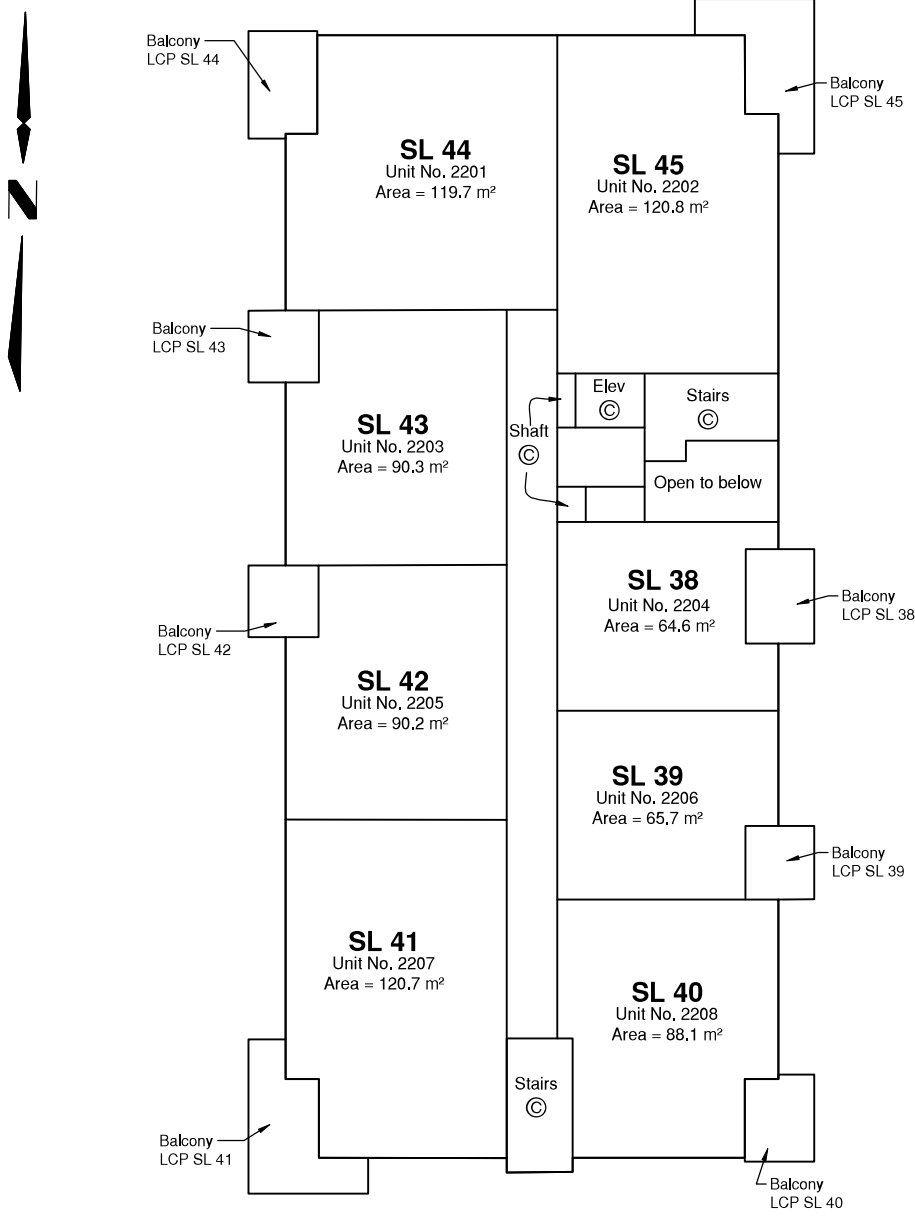 Balcony
LCP SL 44
Balcony
LCP SL 45
N
SL 44
Unit No. 2201
Area = 119.7 m²
SL 45
Unit No. 2202
Area = 120.8 m²
Balcony
LCP SL 43
SL 43
Unit No. 2203
Area = 90.3 m²
Elev
C
Stairs
C
Shaft
C
Open to below
SL 38
Unit No. 2204
Area = 64.6 m²
Balcony
LCP SL 38
Balcony
LCP SL 42
SL 42
Unit No. 2205
Area = 90.2 m²
SL 39
Unit No. 2206
Area = 65.7 m²
Balcony
LCP SL 39
SL 41
Unit No. 2207
Area = 120.7 m²
SL 40
Unit No. 2208
Area = 88.1 m²
Stairs
C
Balcony
LCP SL 41
Balcony
LCP SL 40